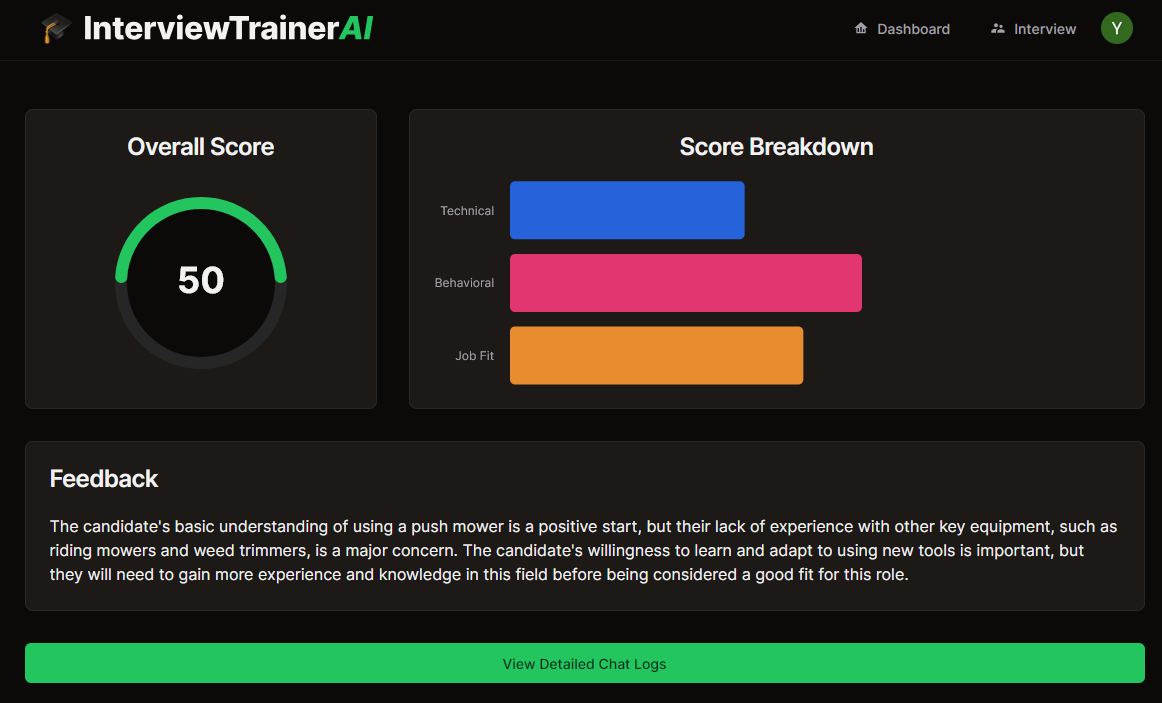 InterviewTrainerAI
Dashboard
Interview
Y
Overall Score
50
Score Breakdown
Technical
Behavioral
Job Fit
Feedback
The candidate's basic understanding of using a push mower is a positive start, but their lack of experience with other key equipment, such as
riding mowers and weed trimmers, is a major concern. The candidate's willingness to learn and adapt to using new tools is important, but
they will need to gain more experience and knowledge in this field before being considered a good fit for this role.
View Detailed Chat Logs